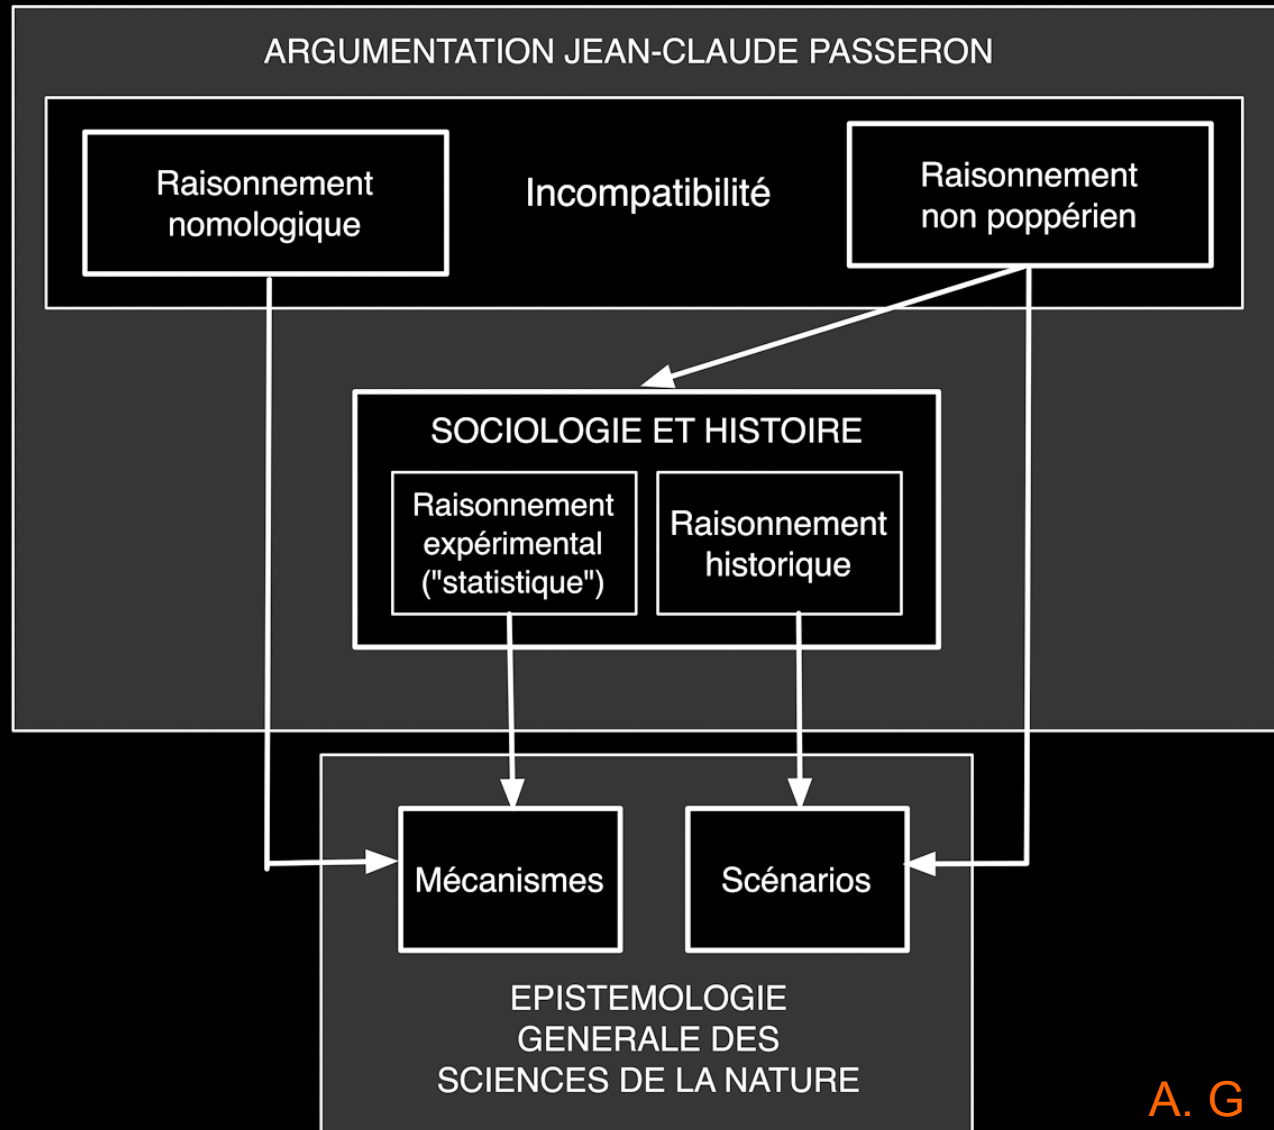 ARGUMENTATION JEAN-CLAUDE PASSERON
Raisonnement
nomologique
Incompatibilité
Raisonnement
non poppérien
SOCIOLOGIE ET HISTOIRE
Raisonnement
expérimental
("statistique")
Raisonnement
historique
Mécanismes
Scénarios
EPISTEMOLOGIE
GENERALE DES
SCIENCES DE LA NATURE
A. G